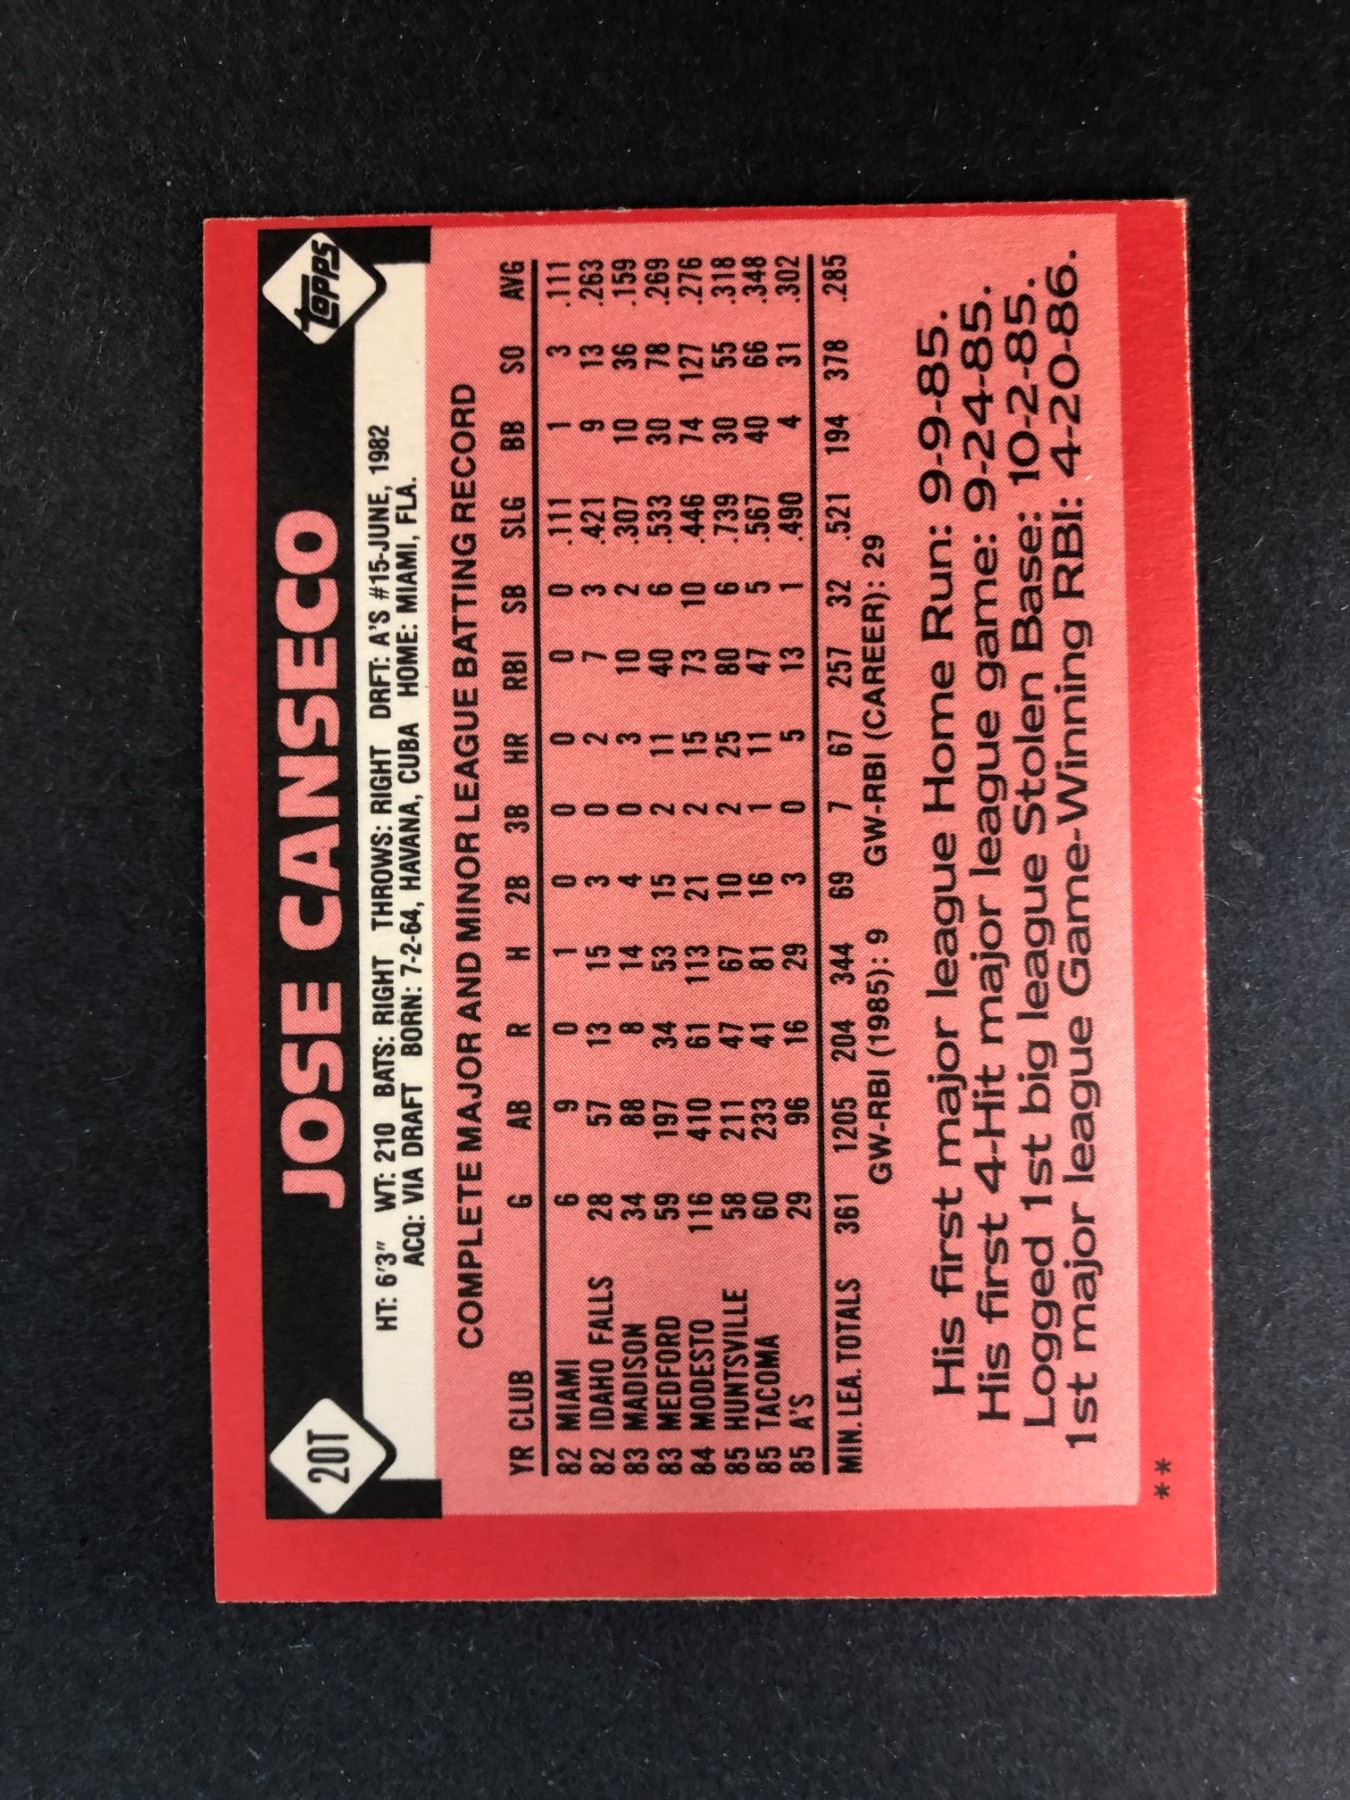 20T
JOSE CANSECO
topps
HT: 6'3" WT: 210 BATS: RIGHT THROWS: RIGHT DRFT: A'S #15-JUNE, 1982
ACQ: VIA DRAFT BORN: 7-2-64, HAVANA, CUBA HOME: MIAMI, FLA.
COMPLETE MAJOR AND MINOR LEAGUE BATTING RECORD
YR CLUB G AB R H 2B 3B HR RBI SB SLG BB SO AVG
82 MIAMI 6 9 0 1 0 0 0 0 0 .111 1 3 .111
82 IDAHO FALLS 28 57 13 15 3 0 2 7 3 .421 9 13 .263
83 MADISON 34 88 8 14 4 0 3 10 2 .307 10 36 .159
83 MEDFORD 59 197 34 53 15 2 11 40 6 .533 30 78 .269
84 MODESTO 116 410 61 113 21 2 15 73 10 .446 74 127 .276
85 HUNTSVILLE 58 211 47 67 10 2 25 80 6 .739 30 55 .318
85 TACOMA 60 233 41 81 16 1 11 47 5 .567 40 66 .348
85 A'S 29 96 16 29 3 0 5 13 1 .490 4 31 .302
MIN. LEA. TOTALS 361 1205 204 344 69 7 67 257 32 .521 194 378 .285
GW-RBI (1985): 9 GW-RBI (CAREER): 29
His first major league Home Run: 9-9-85.
His first 4-Hit major league game: 9-24-85.
Logged 1st big league Stolen Base: 10-2-85.
1st major league Game-Winning RBI: 4-20-86.
**